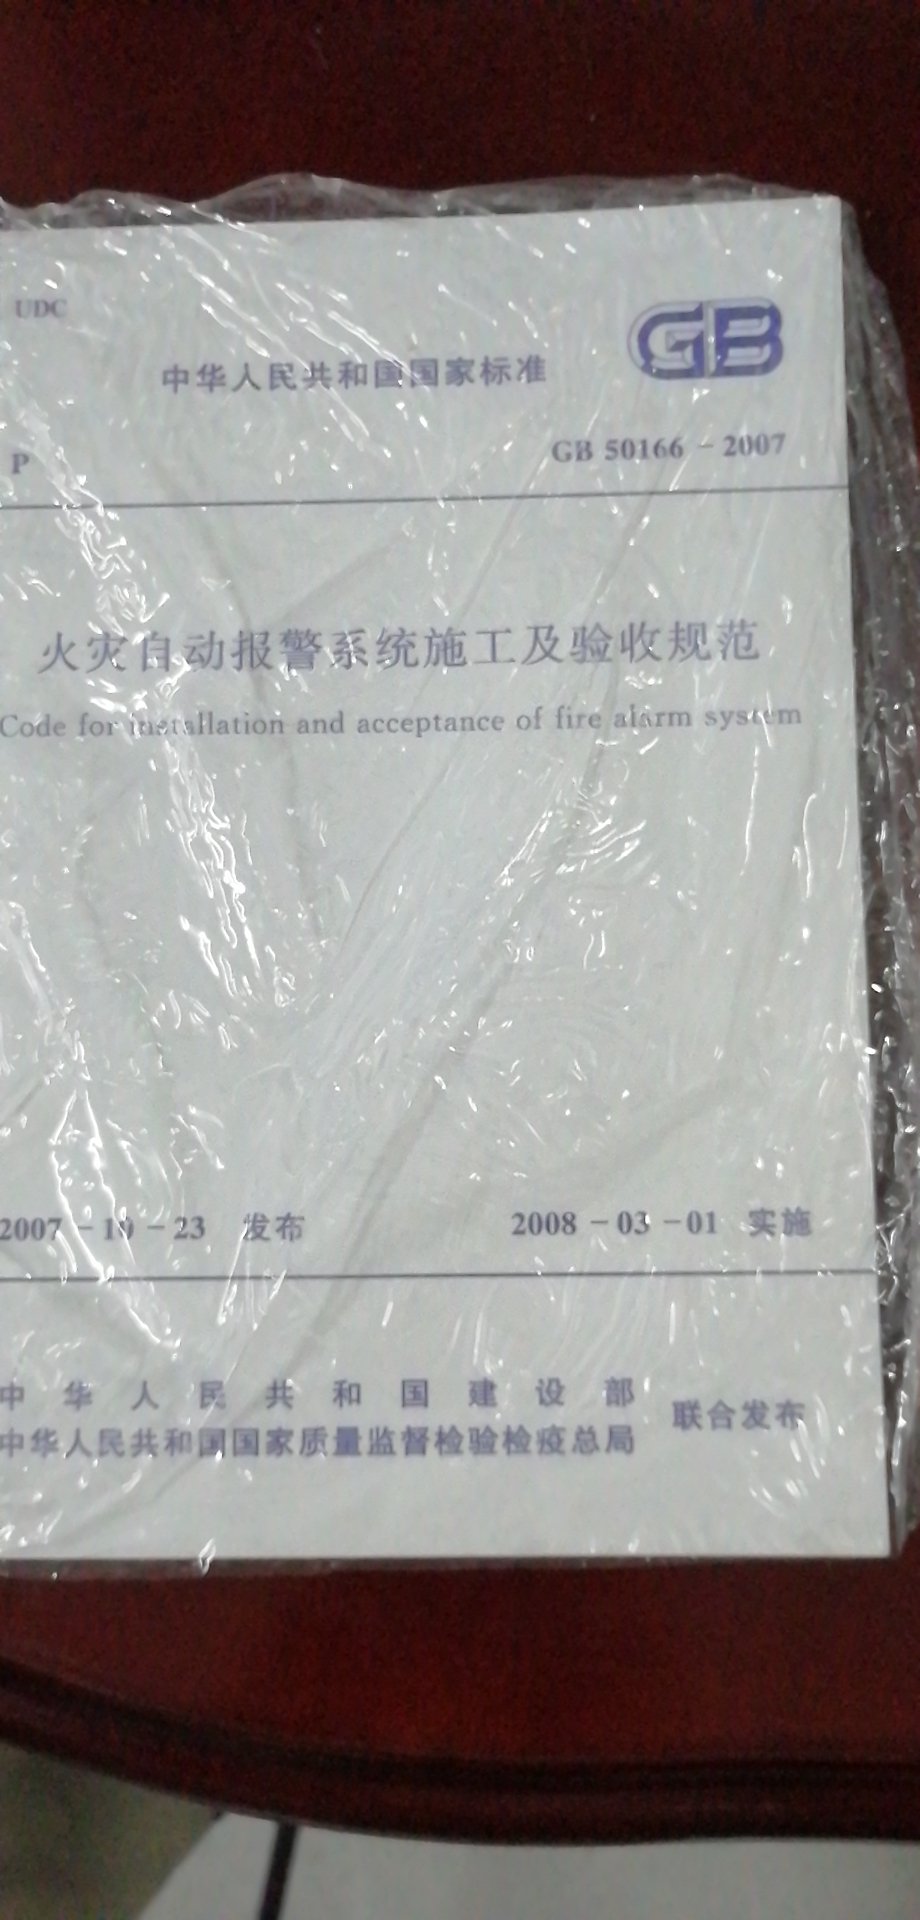 UDC
GB
中华人民共和国国家标准
P
GB 50166－2007
火灾自动报警系统施工及验收规范
Code for installation and acceptance of fire alarm system
2007－10－23 发布
2008－03－01 实施
中华人民共和国建设部
中华人民共和国国家质量监督检验检疫总局
联合发布